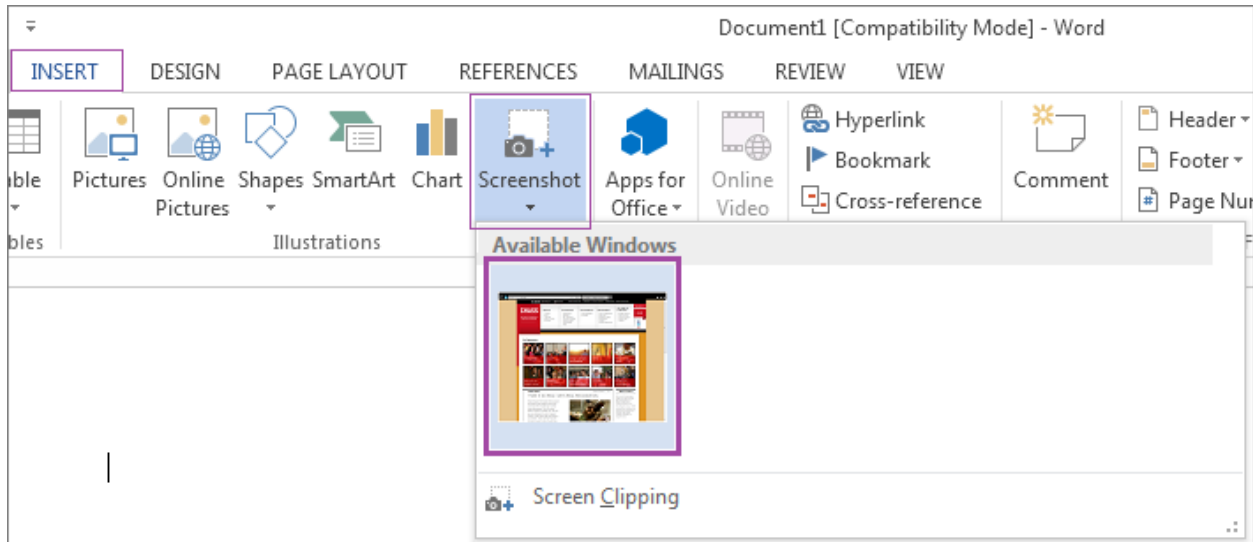 Document1 [Compatibility Mode] - Word
INSERT DESIGN PAGE LAYOUT REFERENCES MAILINGS REVIEW VIEW
able
Pictures
Online
Pictures
Shapes
SmartArt
Chart
Screenshot
Apps for
Office
Online
Video
Hyperlink
Bookmark
Cross-reference
Comment
Header
Footer
Page Nur
bles
Illustrations
Available Windows
Screen Clipping